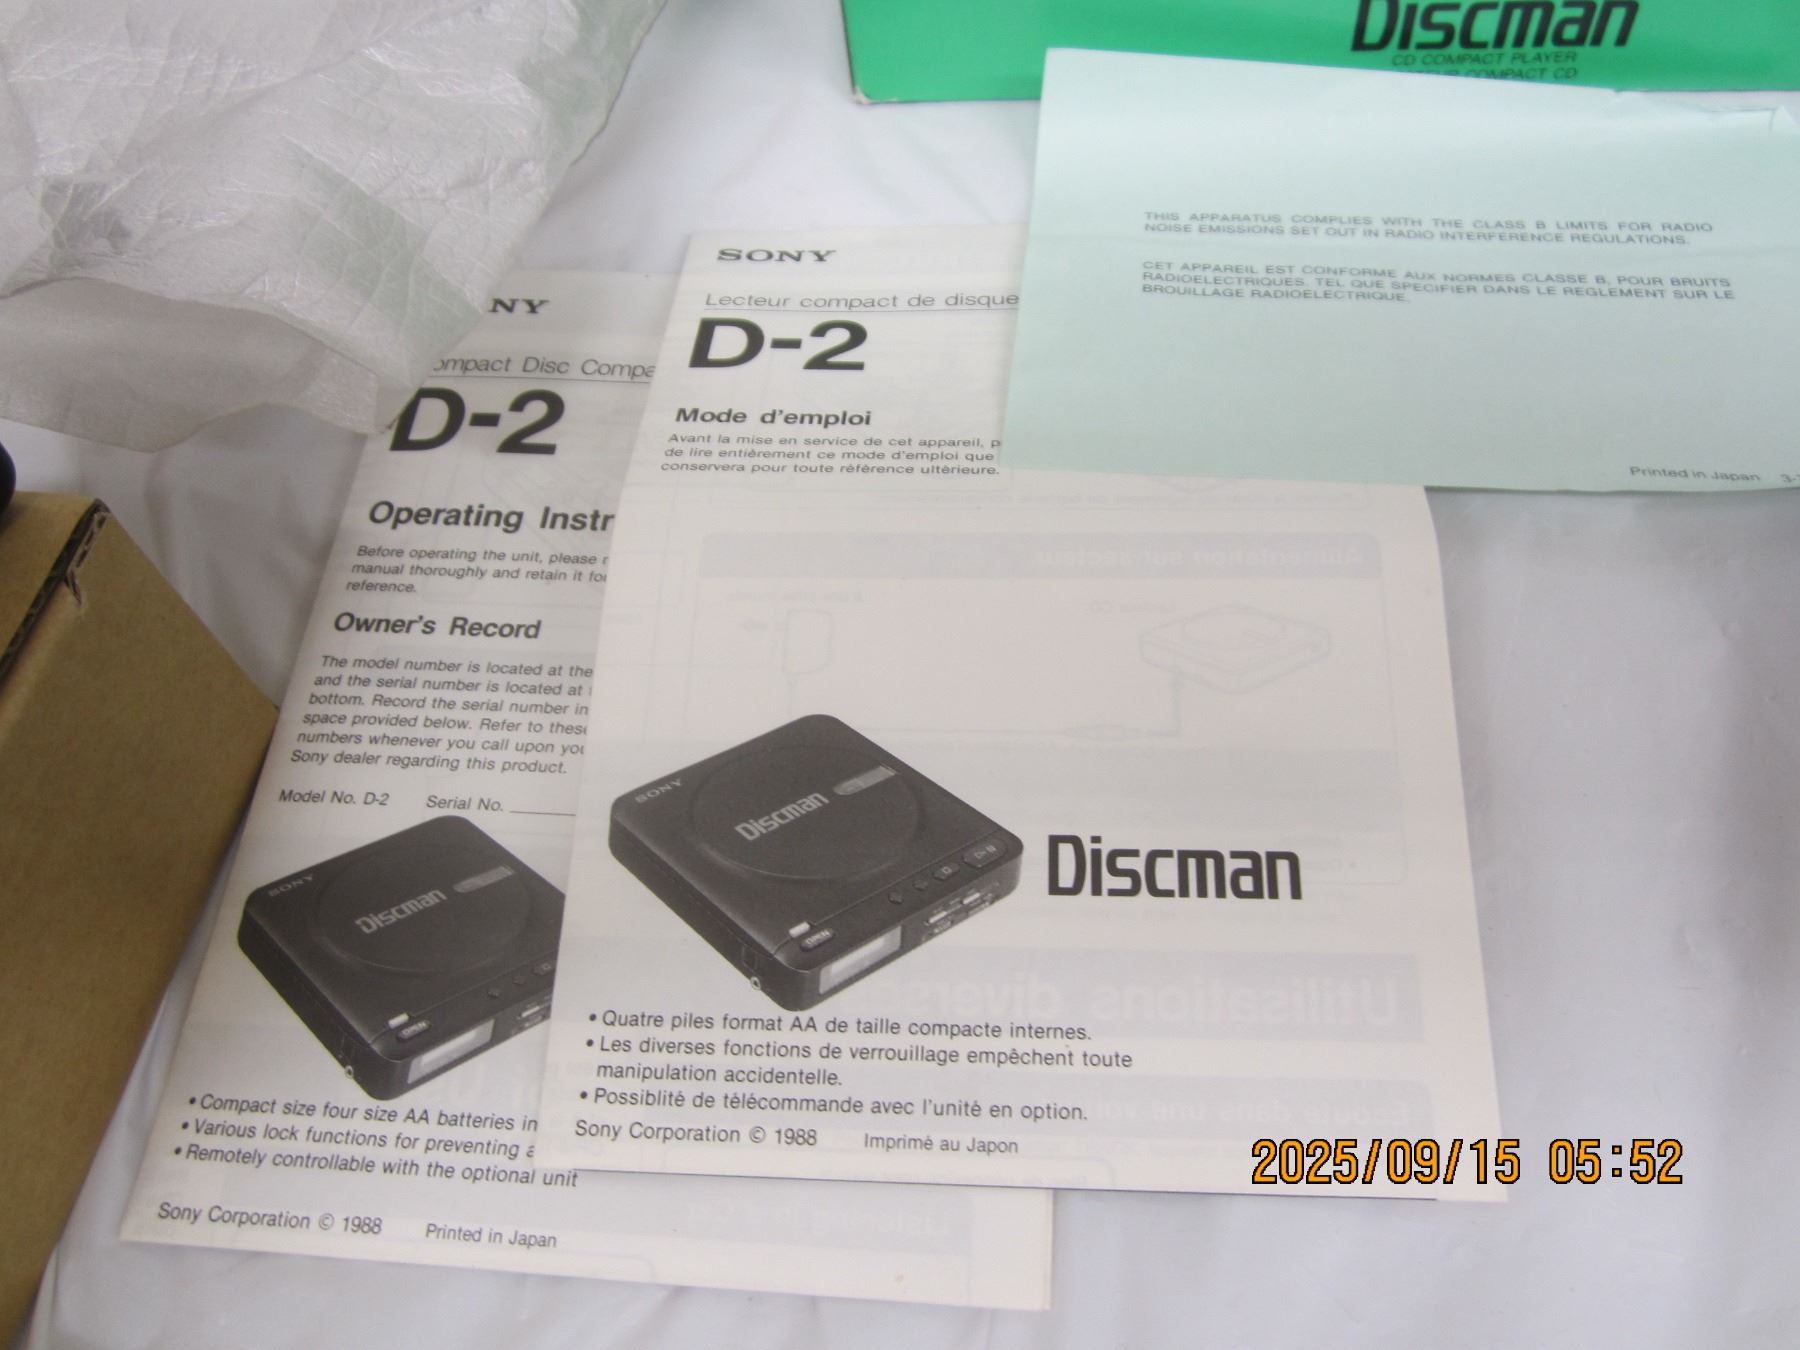 Discman
CD COMPACT PLAYER
COMPACT CD
THIS APPARATUS COMPLIES WITH THE CLASS B LIMITS FOR RADIO
NOISE EMISSIONS SET OUT IN RADIO INTERFERENCE REGULATIONS.
CET APPAREIL EST CONFORME AUX NORMES CLASSE B, POUR BRUITS
RADIOELECTRIQUES. TEL QUE SPECIFIER DANS LE REGLEMENT SUR LE
BROUILLAGE RADIOELECTRIQUE.
Printed in Japan 3-
SONY
Lecteur compact de disque
D-2
Mode d'emploi
Avant la mise en service de cet appareil, p
de lire entièrement ce mode d'emploi que
conservera pour toute référence ultérieure.
SONY
Discman
OPEN
Discman
• Quatre piles format AA de taille compacte internes.
• Les diverses fonctions de verrouillage empêchent toute
manipulation accidentelle.
• Possiblité de télécommande avec l'unité en option.
Sony Corporation © 1988 Imprimé au Japon
NY
ompact Disc Compa
D-2
Operating Instr
Before operating the unit, please r
manual thoroughly and retain it for
reference.
Owner's Record
The model number is located at the
and the serial number is located at
bottom. Record the serial number in
space provided below. Refer to these
numbers whenever you call upon you
Sony dealer regarding this product.
Model No. D-2 Serial No.
SONY
Discman
OPEN
• Compact size four size AA batteries in
• Various lock functions for preventing a
• Remotely controllable with the optional unit
Sony Corporation © 1988 Printed in Japan
2025/09/15 05:52